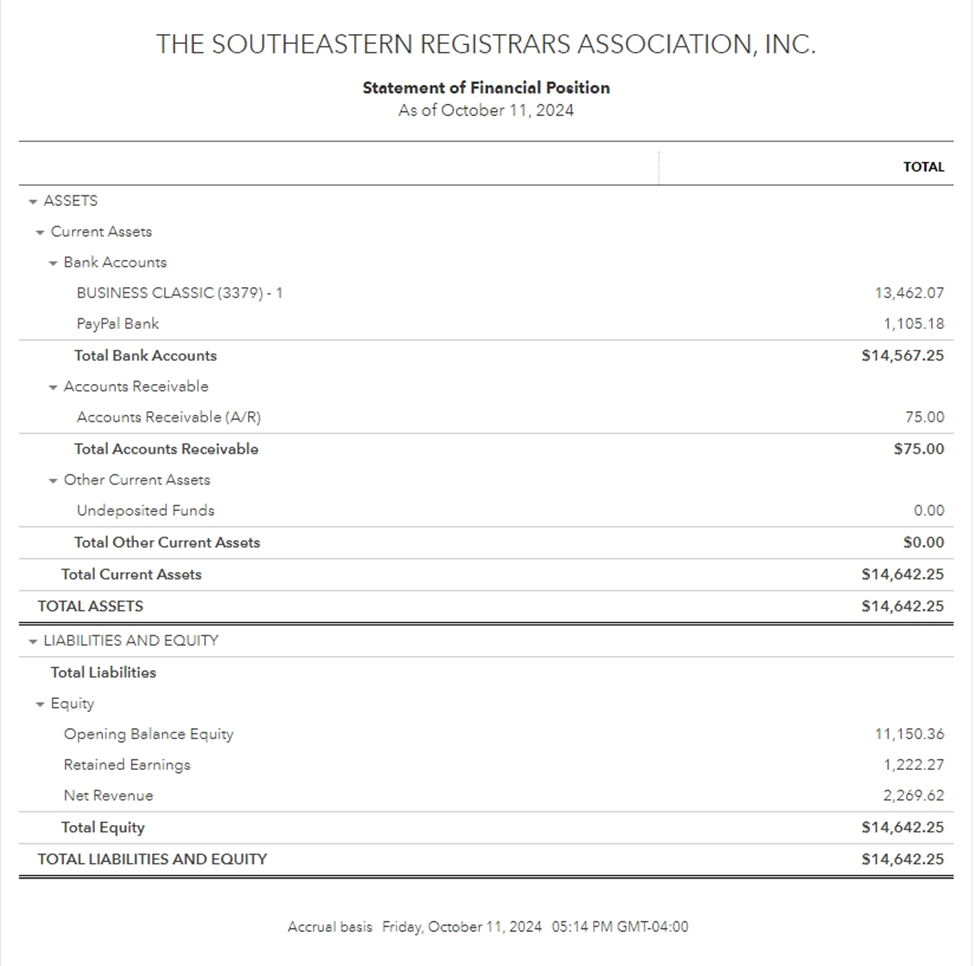 THE SOUTHEASTERN REGISTRARS ASSOCIATION, INC.
Statement of Financial Position
As of October 11, 2024
TOTAL
ASSETS
Current Assets
Bank Accounts
BUSINESS CLASSIC (3379) - 1 13,462.07
PayPal Bank 1,105.18
Total Bank Accounts $14,567.25
Accounts Receivable
Accounts Receivable (A/R) 75.00
Total Accounts Receivable $75.00
Other Current Assets
Undeposited Funds 0.00
Total Other Current Assets $0.00
Total Current Assets $14,642.25
TOTAL ASSETS $14,642.25
LIABILITIES AND EQUITY
Total Liabilities
Equity
Opening Balance Equity 11,150.36
Retained Earnings 1,222.27
Net Revenue 2,269.62
Total Equity $14,642.25
TOTAL LIABILITIES AND EQUITY $14,642.25
Accrual basis Friday, October 11, 2024 05:14 PM GMT-04:00